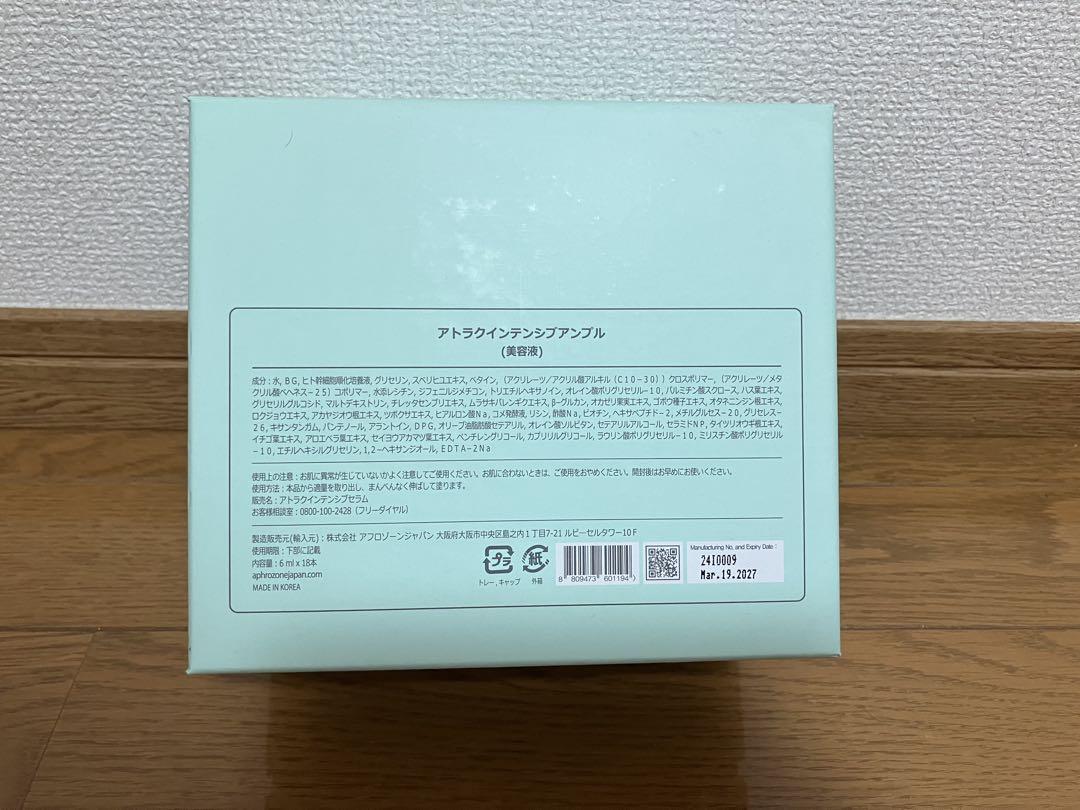 アトラクインテンシブアンプル
(美容液)
成分：水, BG, ヒト幹細胞順化培養液, グリセリン, スベリヒユエキス, ベタイン, （アクリレーツ/アクリル酸アルキル（C10-30））クロスポリマー, （アクリレーツ/メタ
クリル酸ベヘネス-25）コポリマー, 水添レシチン, ジフェニルジメチコン, トリエチルヘキサノイン, オレイン酸ポリグリセリル-10, パルミチン酸スクロース, ハス葉エキス,
グリセリルグルコシド, マルトデキストリン, チレッタセンブリエキス, ムラサキバレンギクエキス, β-グルカン, オカゼリ果実エキス, ゴボウ種子エキス, オタネニンジン根エキス,
ロクジョウエキス, アカヤジオウ根エキス, ツボクサエキス, ヒアルロン酸Na, コメ発酵液, リシン, 酢酸Na, ビオチン, ヘキサペプチド-2, メチルグルセス-20, グリセレス-
26, キサンタンガム, パンテノール, アラントイン, DPG, オリーブ油脂肪酸セテアリル, オレイン酸ソルビタン, セテアリルアルコール, セラミドNP, タイツリオウギ根エキス,
イチゴ葉エキス, アロエベラ葉エキス, セイヨウアカマツ葉エキス, ペンチレングリコール, カプリリルグリコール, ラウリン酸ポリグリセリル-10, ミリスチン酸ポリグリセリル
-10, エチルヘキシルグリセリン, 1,2-ヘキサンジオール, EDTA-2Na
使用上の注意：お肌に異常が生じていないかよく注意してご使用ください。お肌に合わないときは、ご使用をおやめください。開封後はお早めにお使いください。
使用方法：本品から適量を取り出し、まんべんなく伸ばして塗ります。
販売名：アトラクインテンシブセラム
お客様相談室：0800-100-2428（フリーダイヤル）
製造販売元(輸入元)：株式会社 アフロゾーンジャパン 大阪府大阪市中央区島之内1丁目7-21 ルビーセルタワー10F
使用期限：下部に記載
内容量：6ml x 18本
aphrozonejapan.com
MADE IN KOREA
プラ
トレー, キャップ
紙
外箱
8 809473 601194
Manufacturing No. and Expiry Date :
24I0009
Mar.19.2027